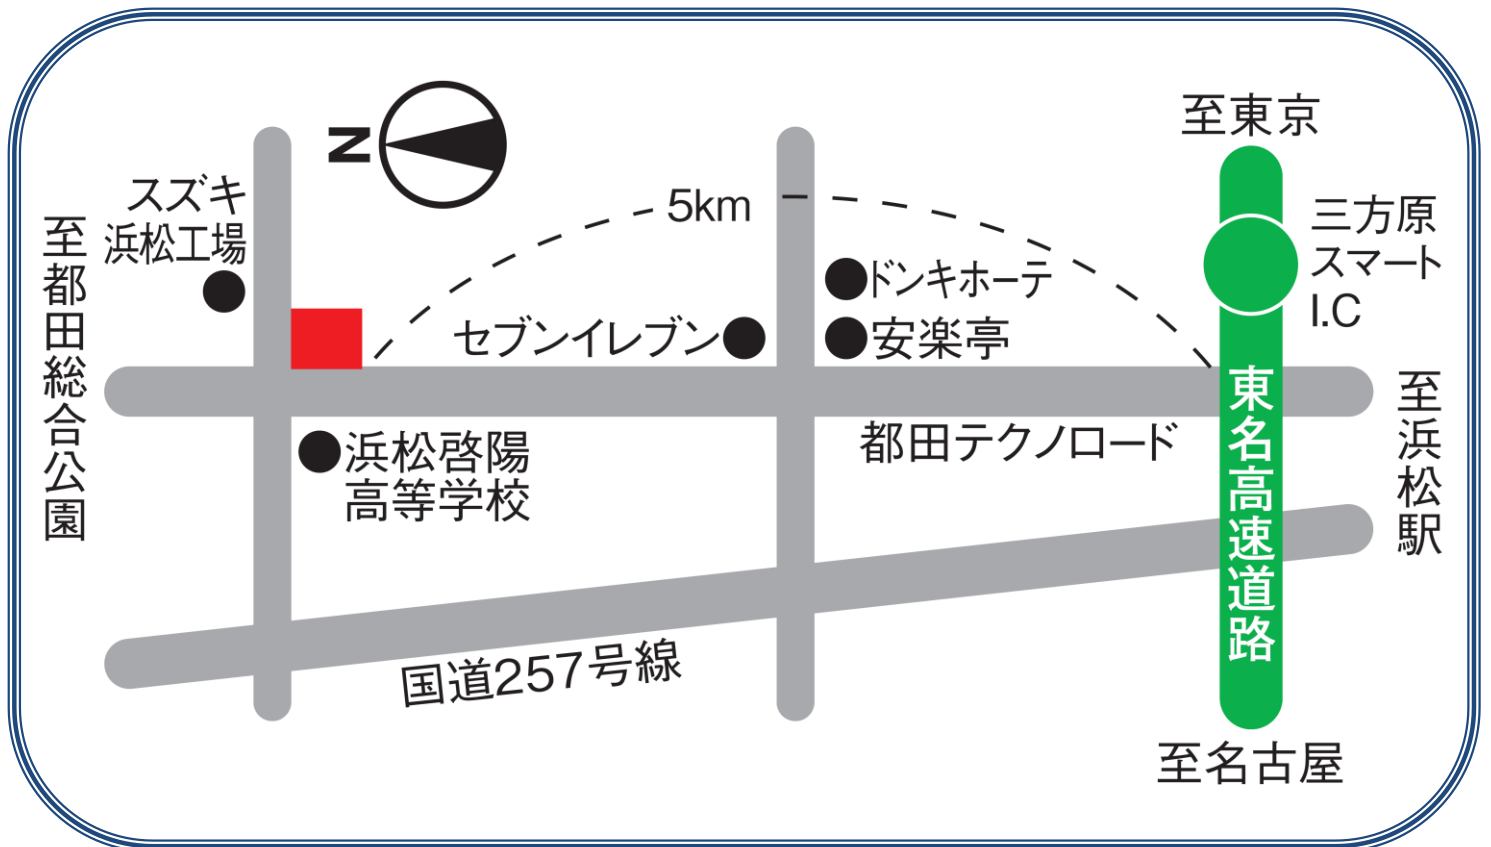 至東京
N
スズキ
浜松工場
至都田総合公園
5km
三方原
スマート
I.C
ドンキホーテ
セブンイレブン
安楽亭
東名高速道路
至浜松駅
都田テクノロード
浜松啓陽
高等学校
国道257号線
至名古屋